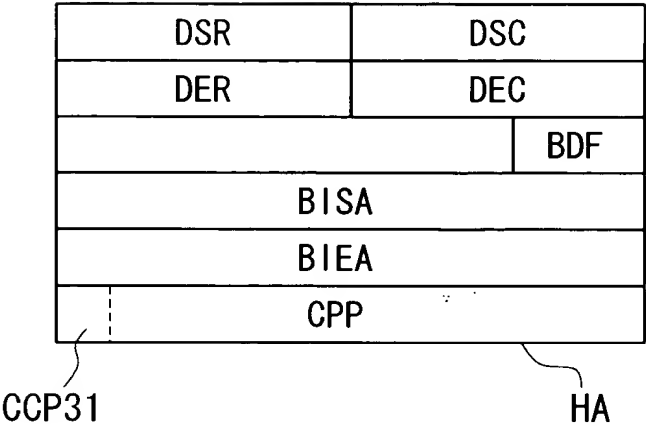 DSR DSC
DER DEC
BDF
BISA
BIEA
CPP
CCP31 HA